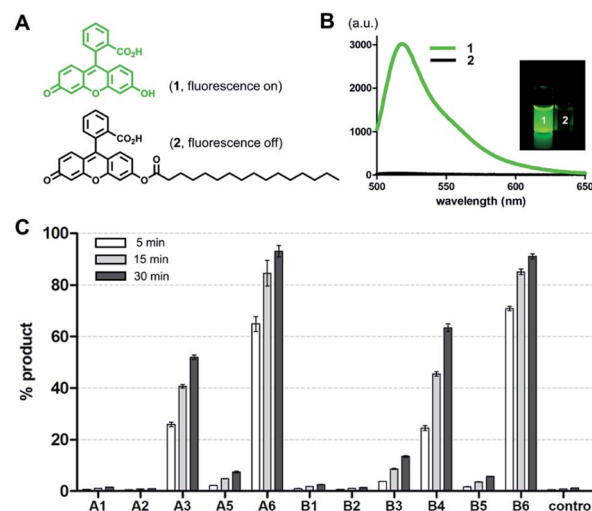 A
CO₂H
O
O
OH
(1, fluorescence on)
CO₂H
(2, fluorescence off)
O
O
O
O
B
(a.u.)
3000
2000
1000
0
1
2
1
2
500
550
600
650
wavelength (nm)
C
% product
100
80
60
40
20
0
5 min
15 min
30 min
A1 A2 A3 A5 A6 B1 B2 B3 B4 B5 B6 control